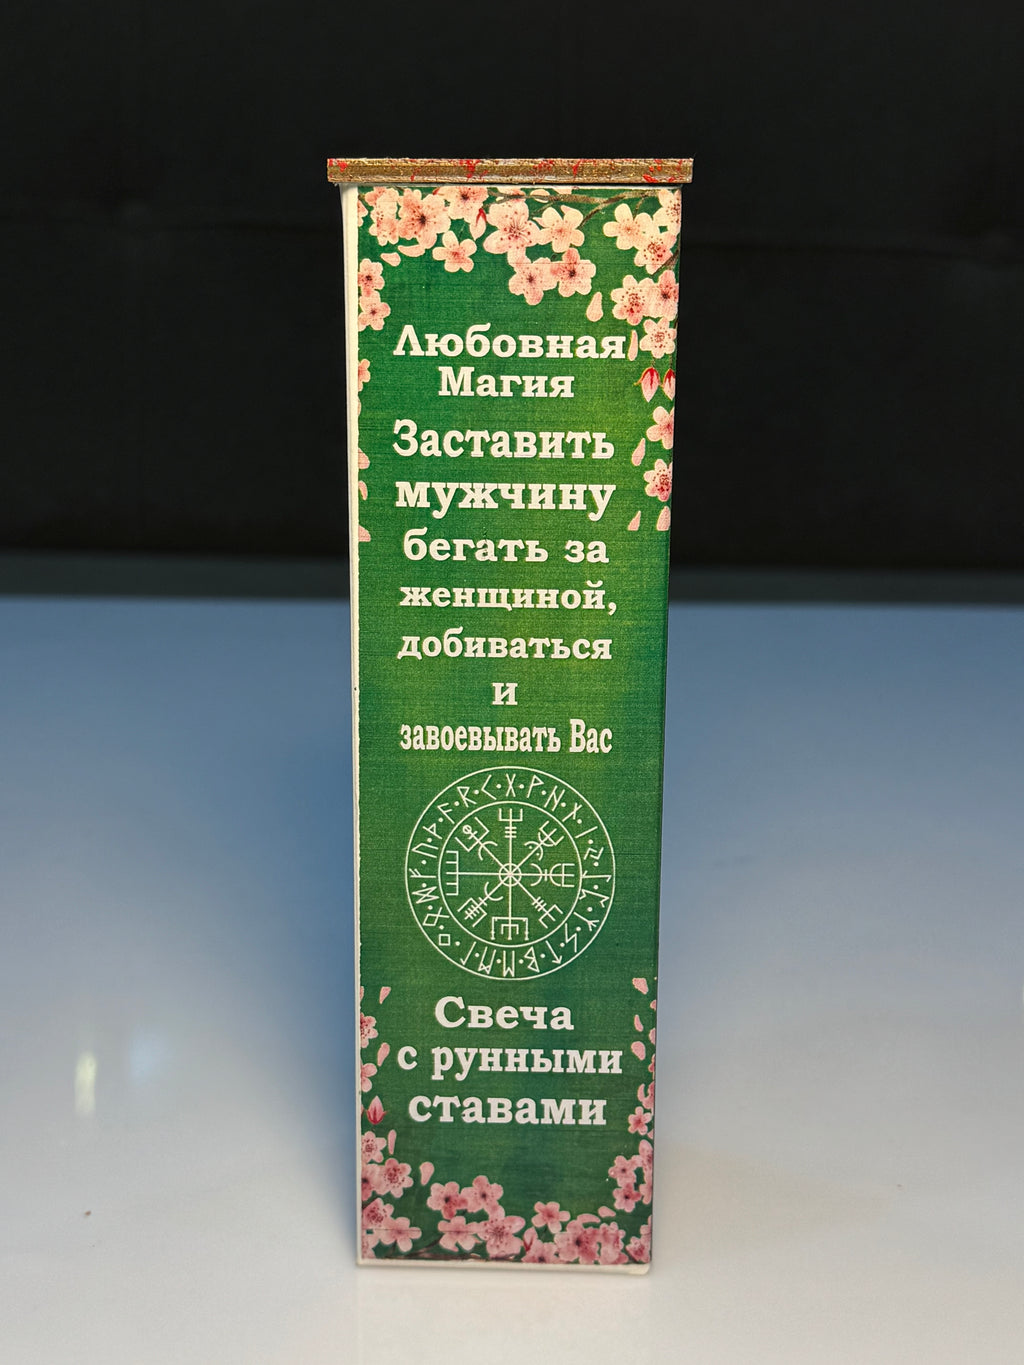 Любовная
Магия
Заставить
мужчину
бегать за
женщиной,
добиваться
и
завоевывать Вас
Свеча
с рунными
ставами